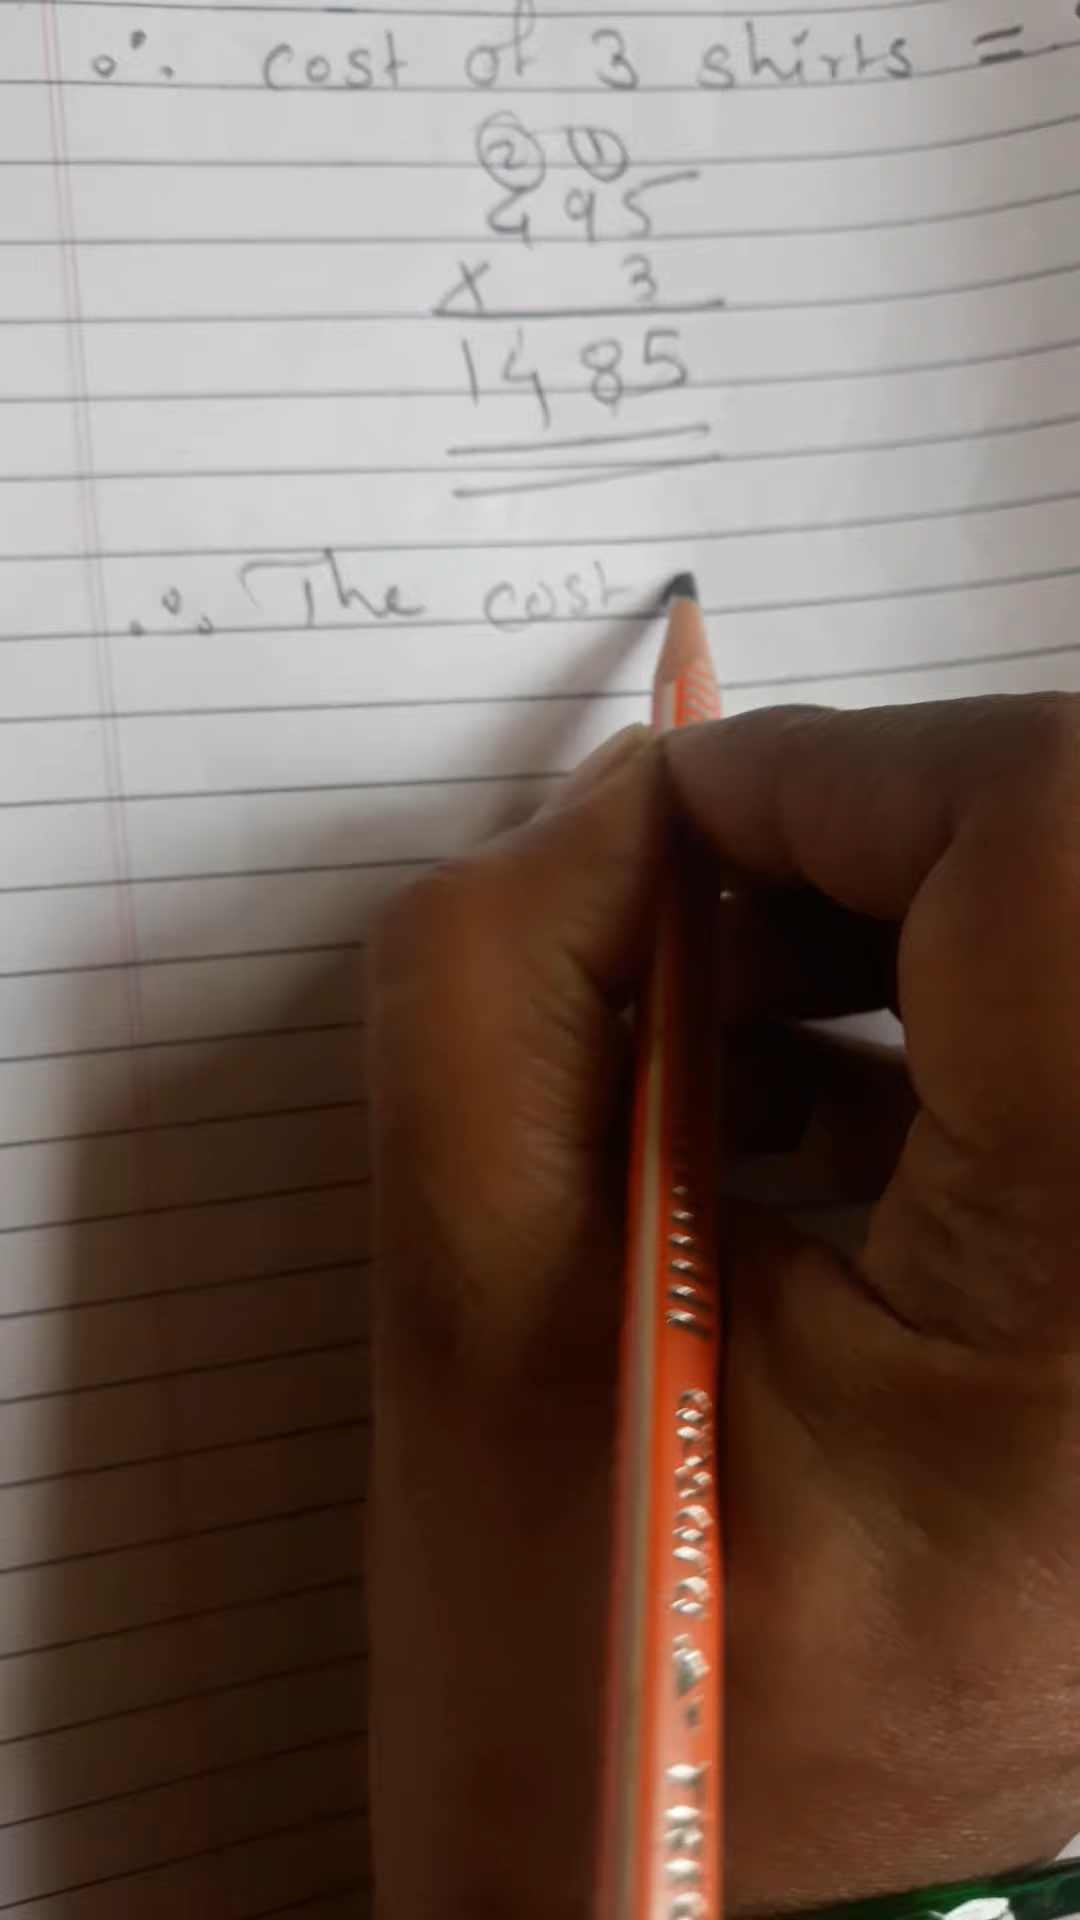 ∴ cost of 3 shirts =
② ①
495
× 3
1485
∴ The cost